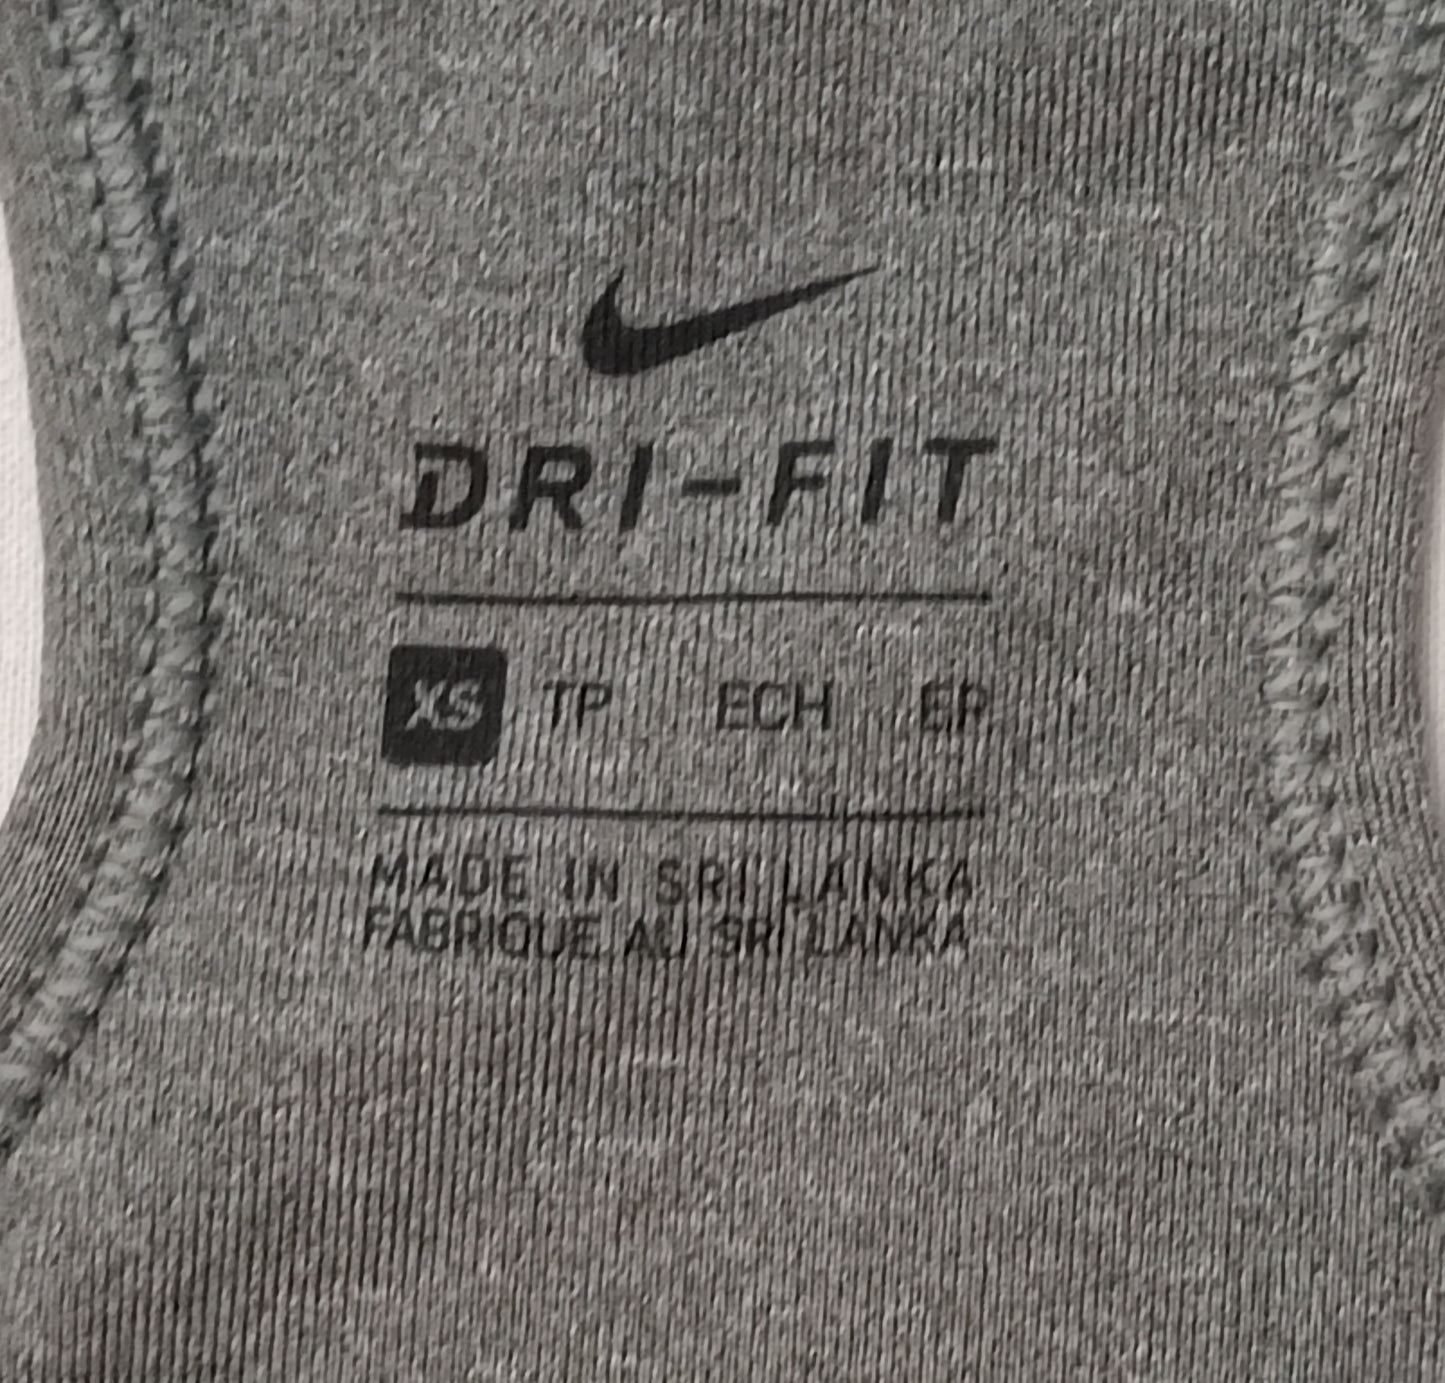 DRI-FIT
XS TP ECH EP
MADE IN SRI LANKA
FABRIQUE AU SRI LANKA